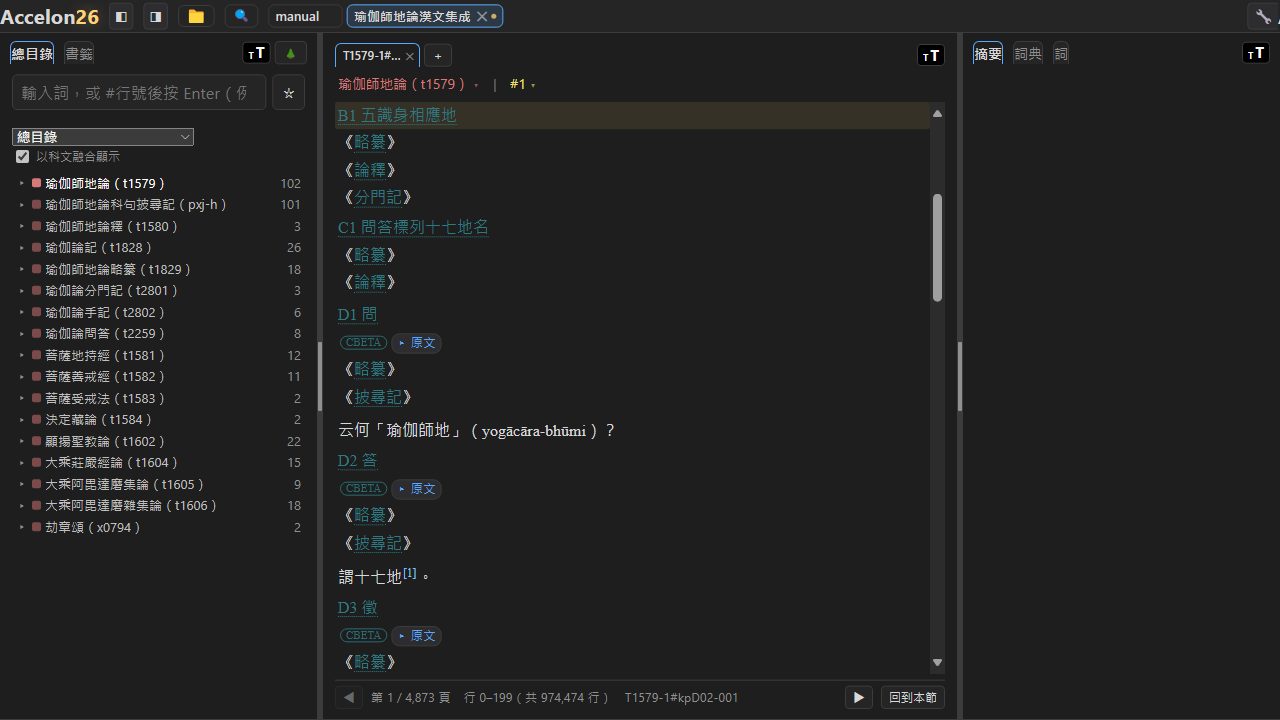 Accelon26
manual
瑜伽師地論漢文集成
總目錄 書籤
TT
輸入詞，或 #行號後按 Enter（例
☆
總目錄
以科文融合顯示
瑜伽師地論（t1579） 102
瑜伽師地論科句披尋記（pxj-h） 101
瑜伽師地論釋（t1580） 3
瑜伽論記（t1828） 26
瑜伽師地論略纂（t1829） 18
瑜伽論分門記（t2801） 3
瑜伽論手記（t2802） 6
瑜伽論問答（t2259） 8
菩薩地持經（t1581） 12
菩薩善戒經（t1582） 11
菩薩受戒法（t1583） 2
決定藏論（t1584） 2
顯揚聖教論（t1602） 22
大乘莊嚴經論（t1604） 15
大乘阿毘達磨集論（t1605） 9
大乘阿毘達磨雜集論（t1606） 18
劫章頌（x0794） 2
T1579-1#... ×
+
TT
瑜伽師地論（t1579） | #1
B1 五識身相應地
《略纂》
《論釋》
《分門記》
C1 問答標列十七地名
《略纂》
《論釋》
D1 問
CBETA 原文
《略纂》
《披尋記》
云何「瑜伽師地」（yogācāra-bhūmi）？
D2 答
CBETA 原文
《略纂》
《披尋記》
謂十七地[1]。
D3 徵
CBETA 原文
《略纂》
第 1 / 4,873 頁 行 0–199（共 974,474 行） T1579-1#kpD02-001
回到本節
摘要 詞典 詞
TT